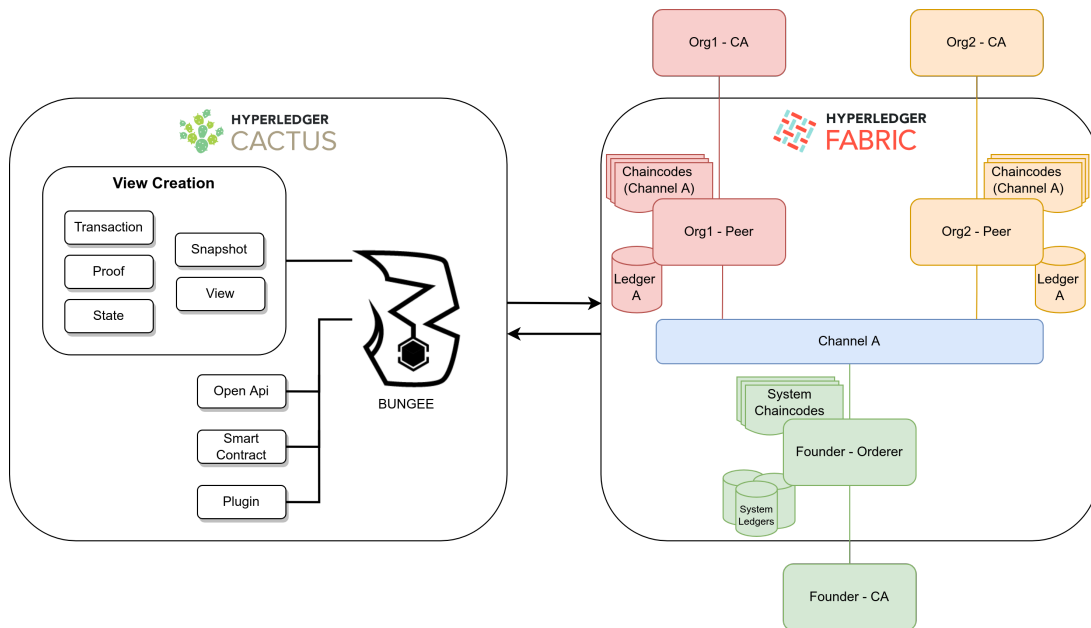 Org1 - CA
Org2 - CA
HYPERLEDGER
CACTUS
HYPERLEDGER
FABRIC
View Creation
Transaction
Snapshot
Proof
View
State
BUNGEE
Open Api
Smart
Contract
Plugin
Chaincodes
(Channel A)
Chaincodes
(Channel A)
Org1 - Peer
Org2 - Peer
Ledger
A
Ledger
A
Channel A
System
Chaincodes
Founder - Orderer
System
Ledgers
Founder - CA